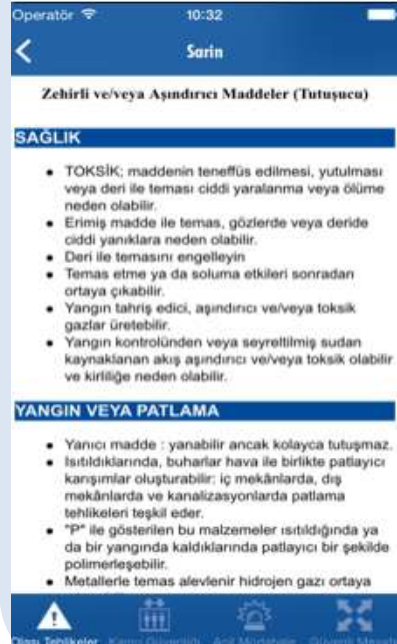 Operatör 10:32
Sarin
Zehirli ve/veya Aşındırıcı Maddeler (Tutuşucu)
SAĞLIK
• TOKSİK; maddenin teneffüs edilmesi, yutulması
veya deri ile teması ciddi yaralanma veya ölüme
neden olabilir.
• Erimiş madde ile temas, gözlerde veya deride
ciddi yanıklara neden olabilir.
• Deri ile temasını engelleyin
• Temas etme ya da soluma etkileri sonradan
ortaya çıkabilir.
• Yangın tahriş edici, aşındırıcı ve/veya toksik
gazlar üretebilir.
• Yangın kontrolünden veya seyreltilmiş sudan
kaynaklanan akış aşındırıcı ve/veya toksik olabilir
ve kirliliğe neden olabilir.
YANGIN VEYA PATLAMA
• Yanıcı madde : yanabilir ancak kolayca tutuşmaz.
• Isıtıldıklarında, buharlar hava ile birlikte patlayıcı
karışımlar oluşturabilir: iç mekânlarda, dış
mekânlarda ve kanalizasyonlarda patlama
tehlikeleri teşkil eder.
• "P" ile gösterilen bu malzemeler ısıtıldığında ya
da bir yangında kaldıklarında patlayıcı bir şekilde
polimerleşebilir.
• Metallerle temas alevlenir hidrojen gazı ortaya
Olası Tehlikeler Kamu Güvenliği Acil Müdahale Güvenli Mesafe